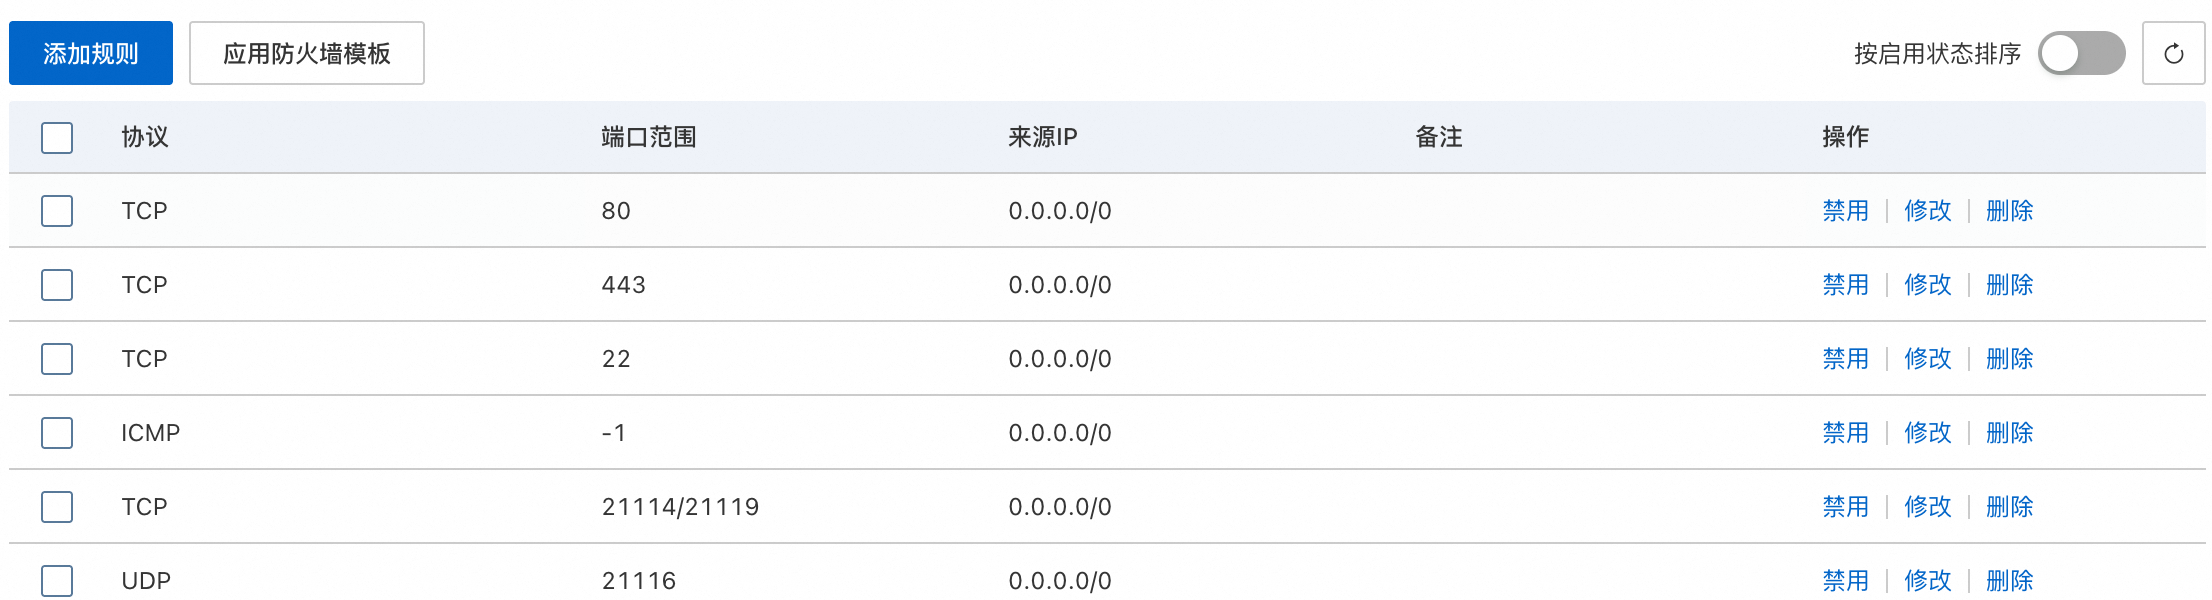 添加规则 应用防火墙模板 按启用状态排序
协议 端口范围 来源IP 备注 操作
TCP 80 0.0.0.0/0 禁用 修改 删除
TCP 443 0.0.0.0/0 禁用 修改 删除
TCP 22 0.0.0.0/0 禁用 修改 删除
ICMP -1 0.0.0.0/0 禁用 修改 删除
TCP 21114/21119 0.0.0.0/0 禁用 修改 删除
UDP 21116 0.0.0.0/0 禁用 修改 删除